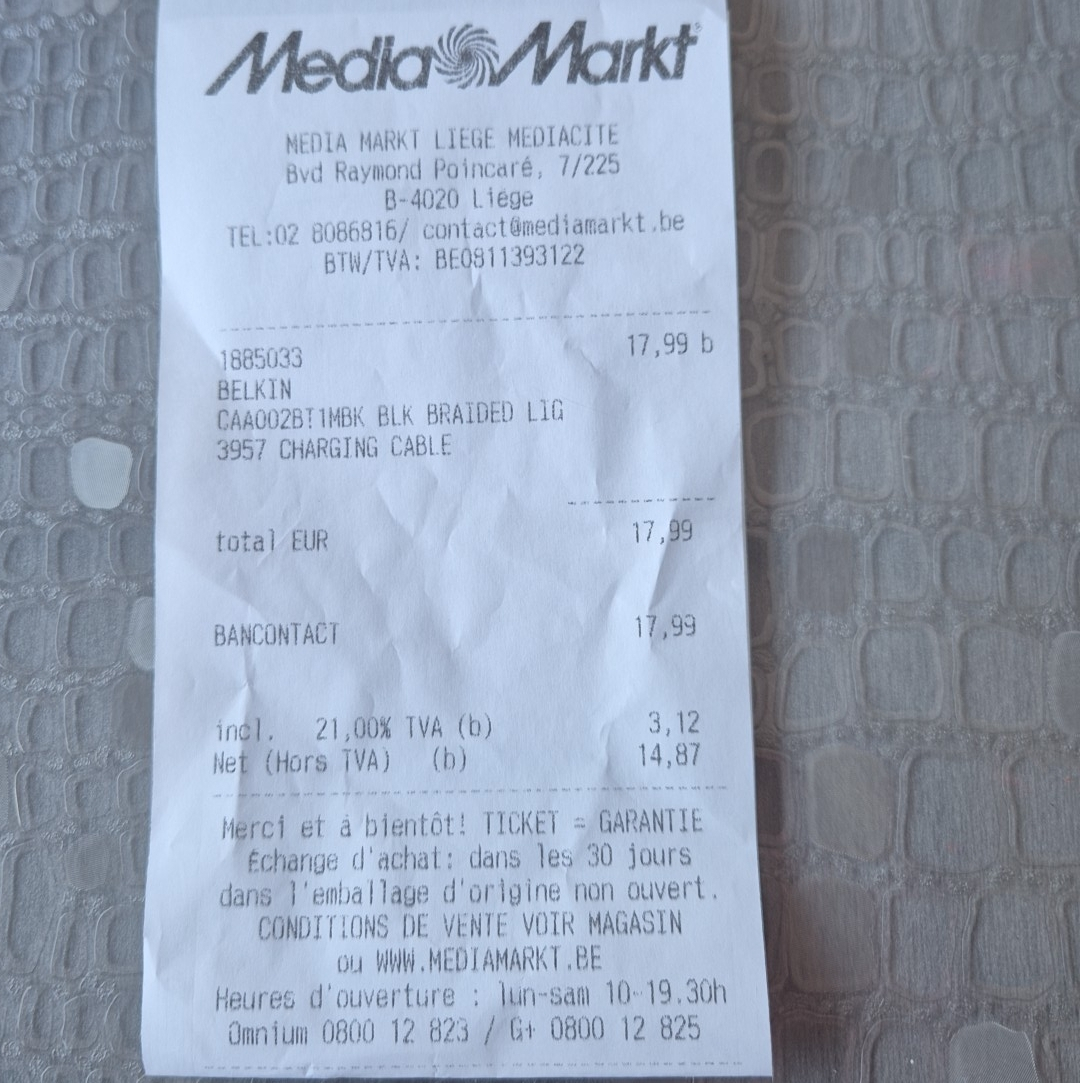 Media Markt
MEDIA MARKT LIEGE MEDIACITE
Bvd Raymond Poincaré, 7/225
B-4020 Liége
TEL:02 8086816/ contact@mediamarkt.be
BTW/TVA: BE0811393122
1885033 17,99 b
BELKIN
CAA002BT1MBK BLK BRAIDED LIG
3957 CHARGING CABLE
total EUR 17,99
BANCONTACT 17,99
incl. 21,00% TVA (b) 3,12
Net (Hors TVA) (b) 14,87
Merci et à bientôt! TICKET = GARANTIE
Échange d'achat: dans les 30 jours
dans l'emballage d'origine non ouvert.
CONDITIONS DE VENTE VOIR MAGASIN
ou WWW.MEDIAMARKT.BE
Heures d'ouverture : lun-sam 10-19.30h
Omnium 0800 12 823 / G+ 0800 12 825